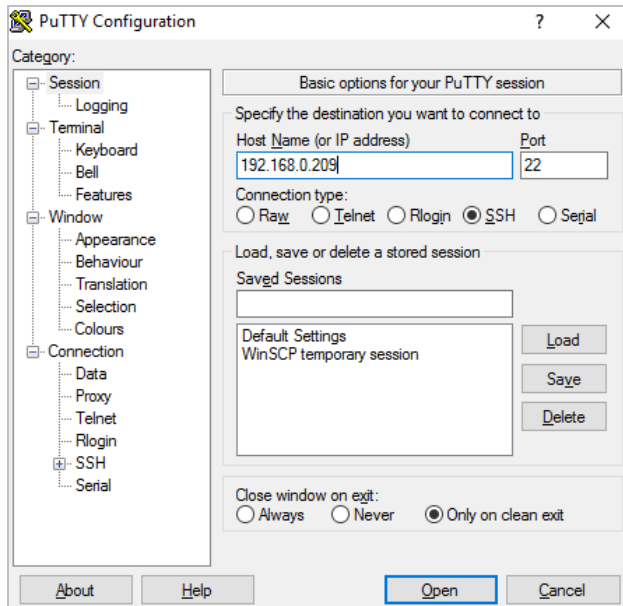 PuTTY Configuration ? ×
Category:
Session
Logging
Terminal
Keyboard
Bell
Features
Window
Appearance
Behaviour
Translation
Selection
Colours
Connection
Data
Proxy
Telnet
Rlogin
SSH
Serial
Basic options for your PuTTY session
Specify the destination you want to connect to
Host Name (or IP address) Port
192.168.0.209 22
Connection type:
Raw Telnet Rlogin SSH Serial
Load, save or delete a stored session
Saved Sessions
Default Settings
WinSCP temporary session
Load
Save
Delete
Close window on exit:
Always Never Only on clean exit
About Help Open Cancel